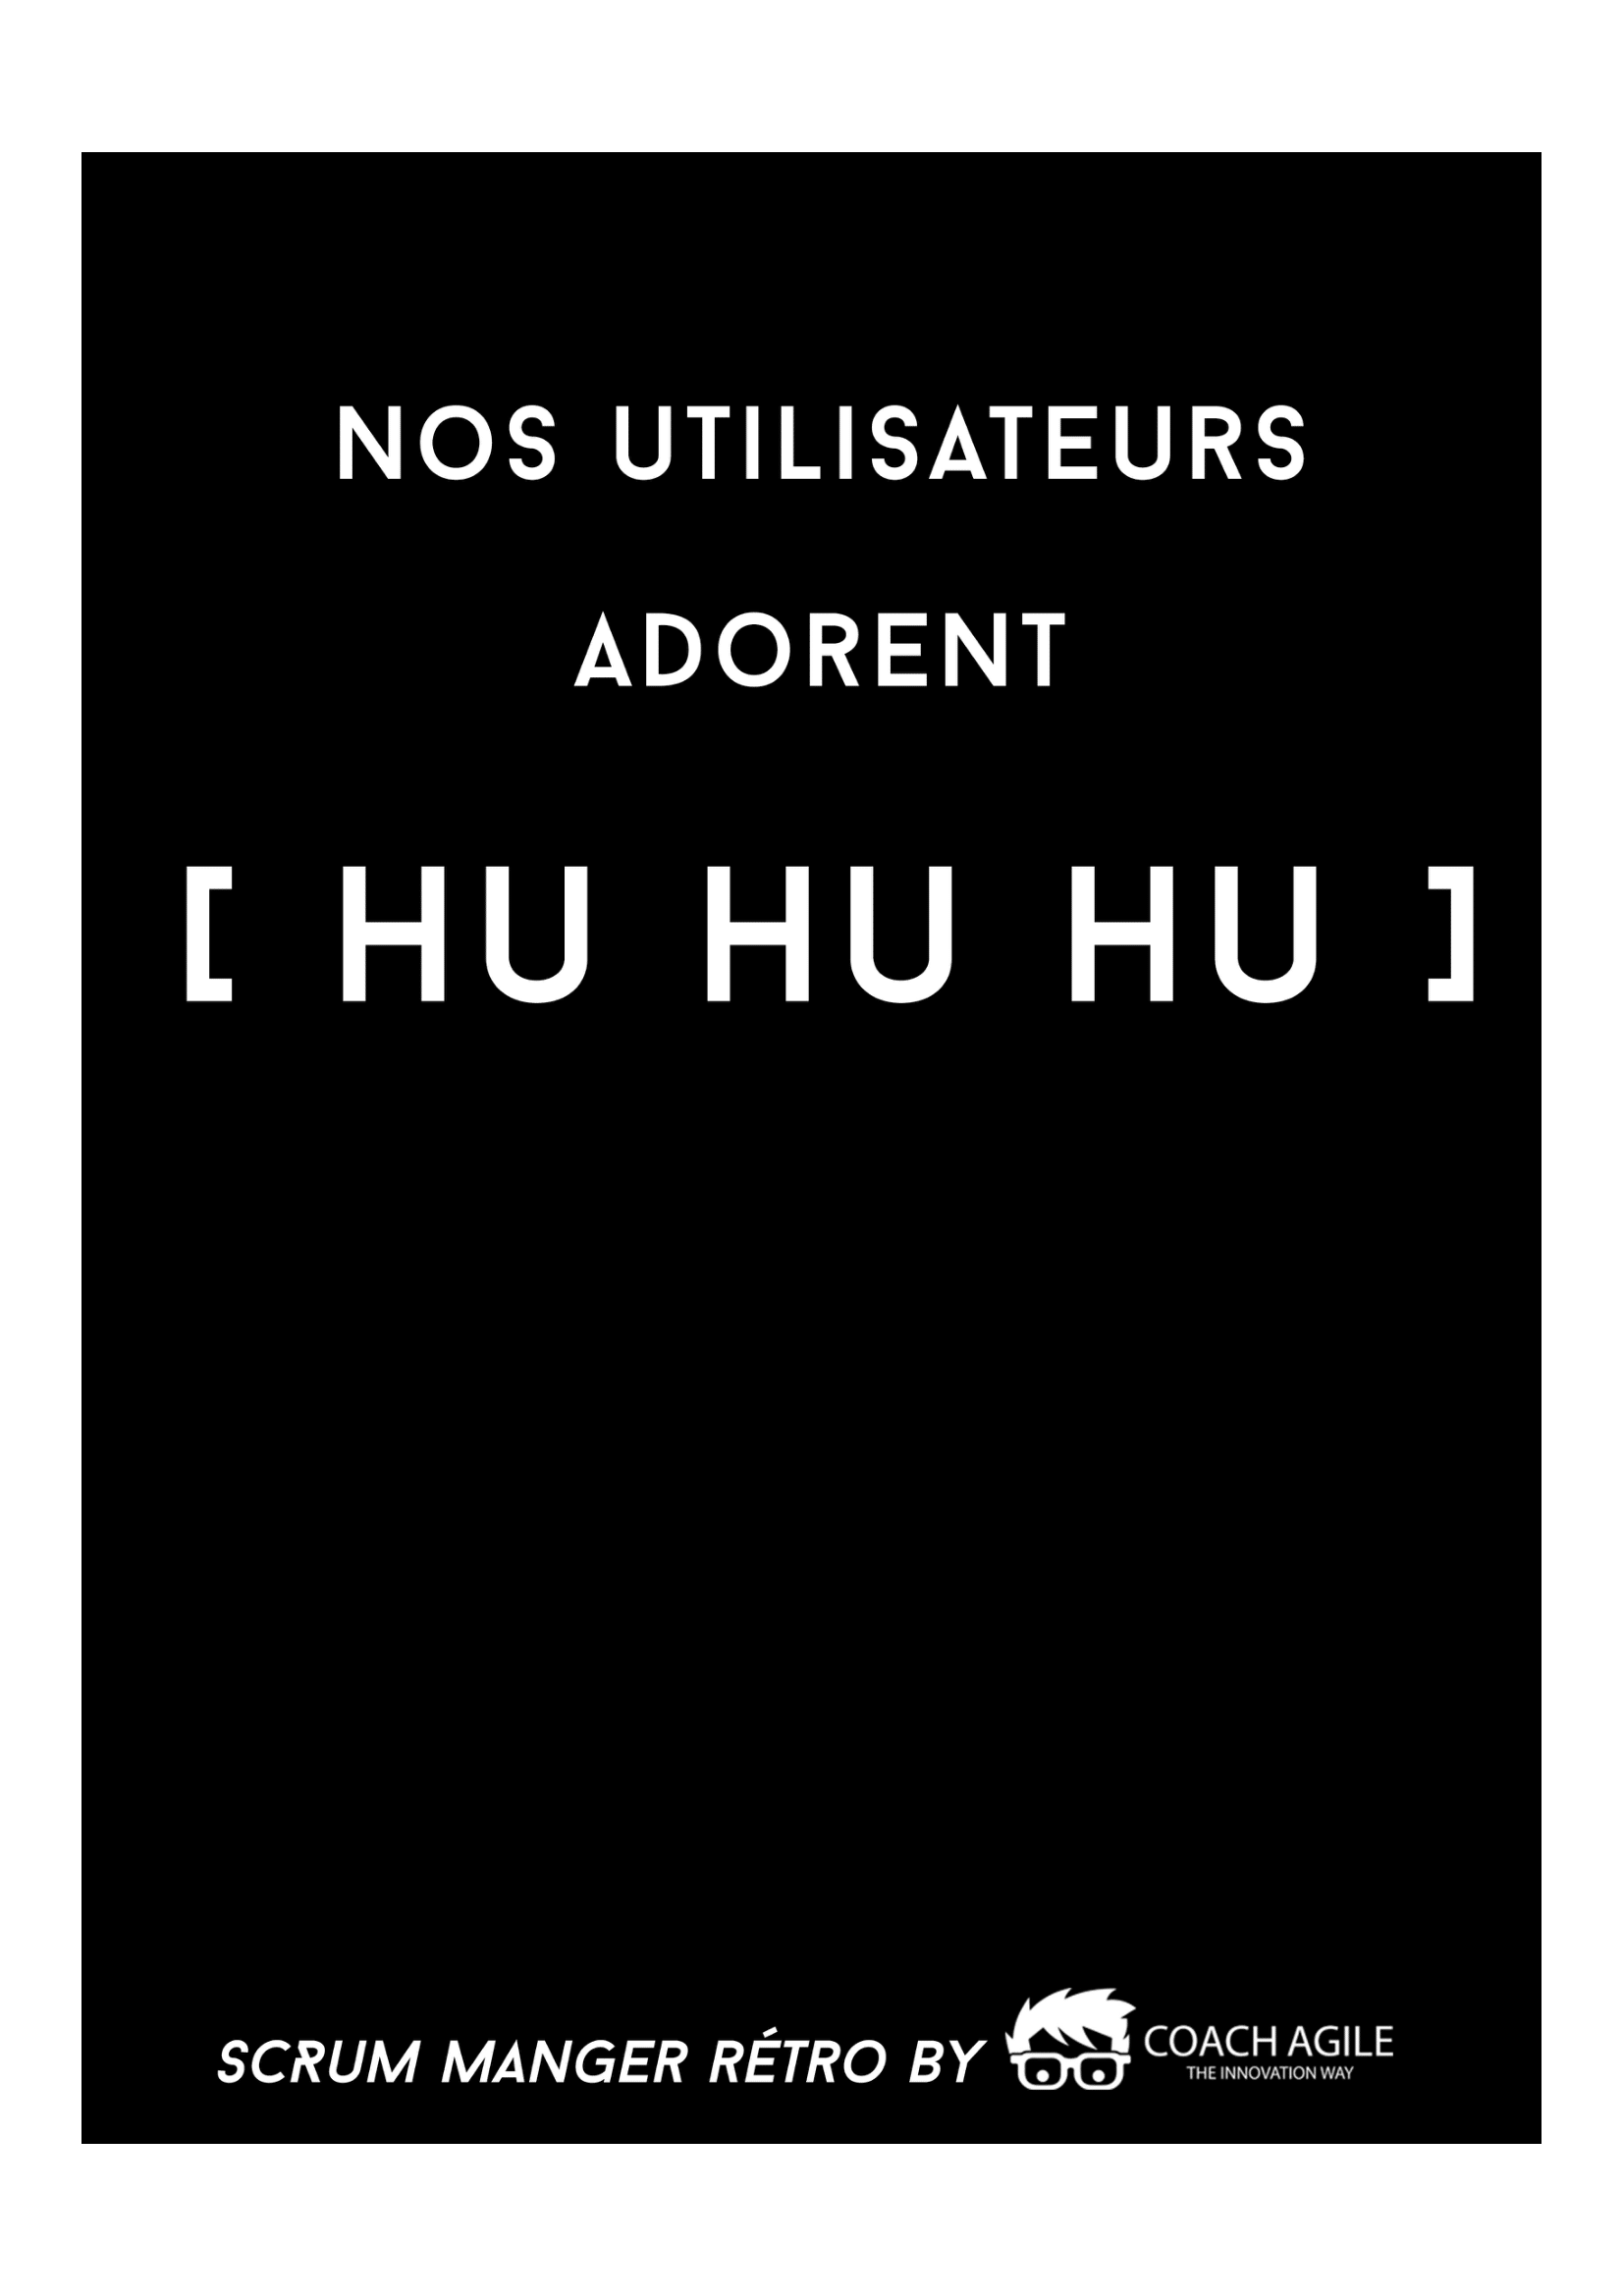 NOS UTILISATEURS
ADORENT
[ HU HU HU ]
SCRUM MANGER RÉTRO BY
COACH AGILE
THE INNOVATION WAY